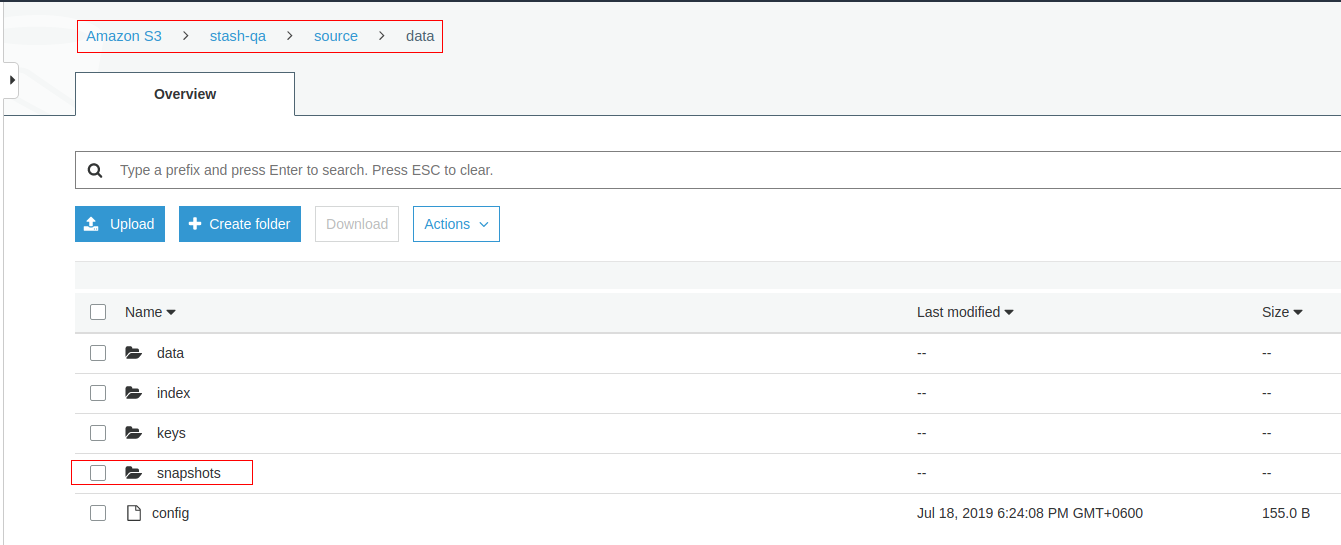 Amazon S3 > stash-qa > source > data
Overview
Type a prefix and press Enter to search. Press ESC to clear.
Upload Create folder Download Actions
Name Last modified Size
data -- --
index -- --
keys -- --
snapshots -- --
config Jul 18, 2019 6:24:08 PM GMT+0600 155.0 B